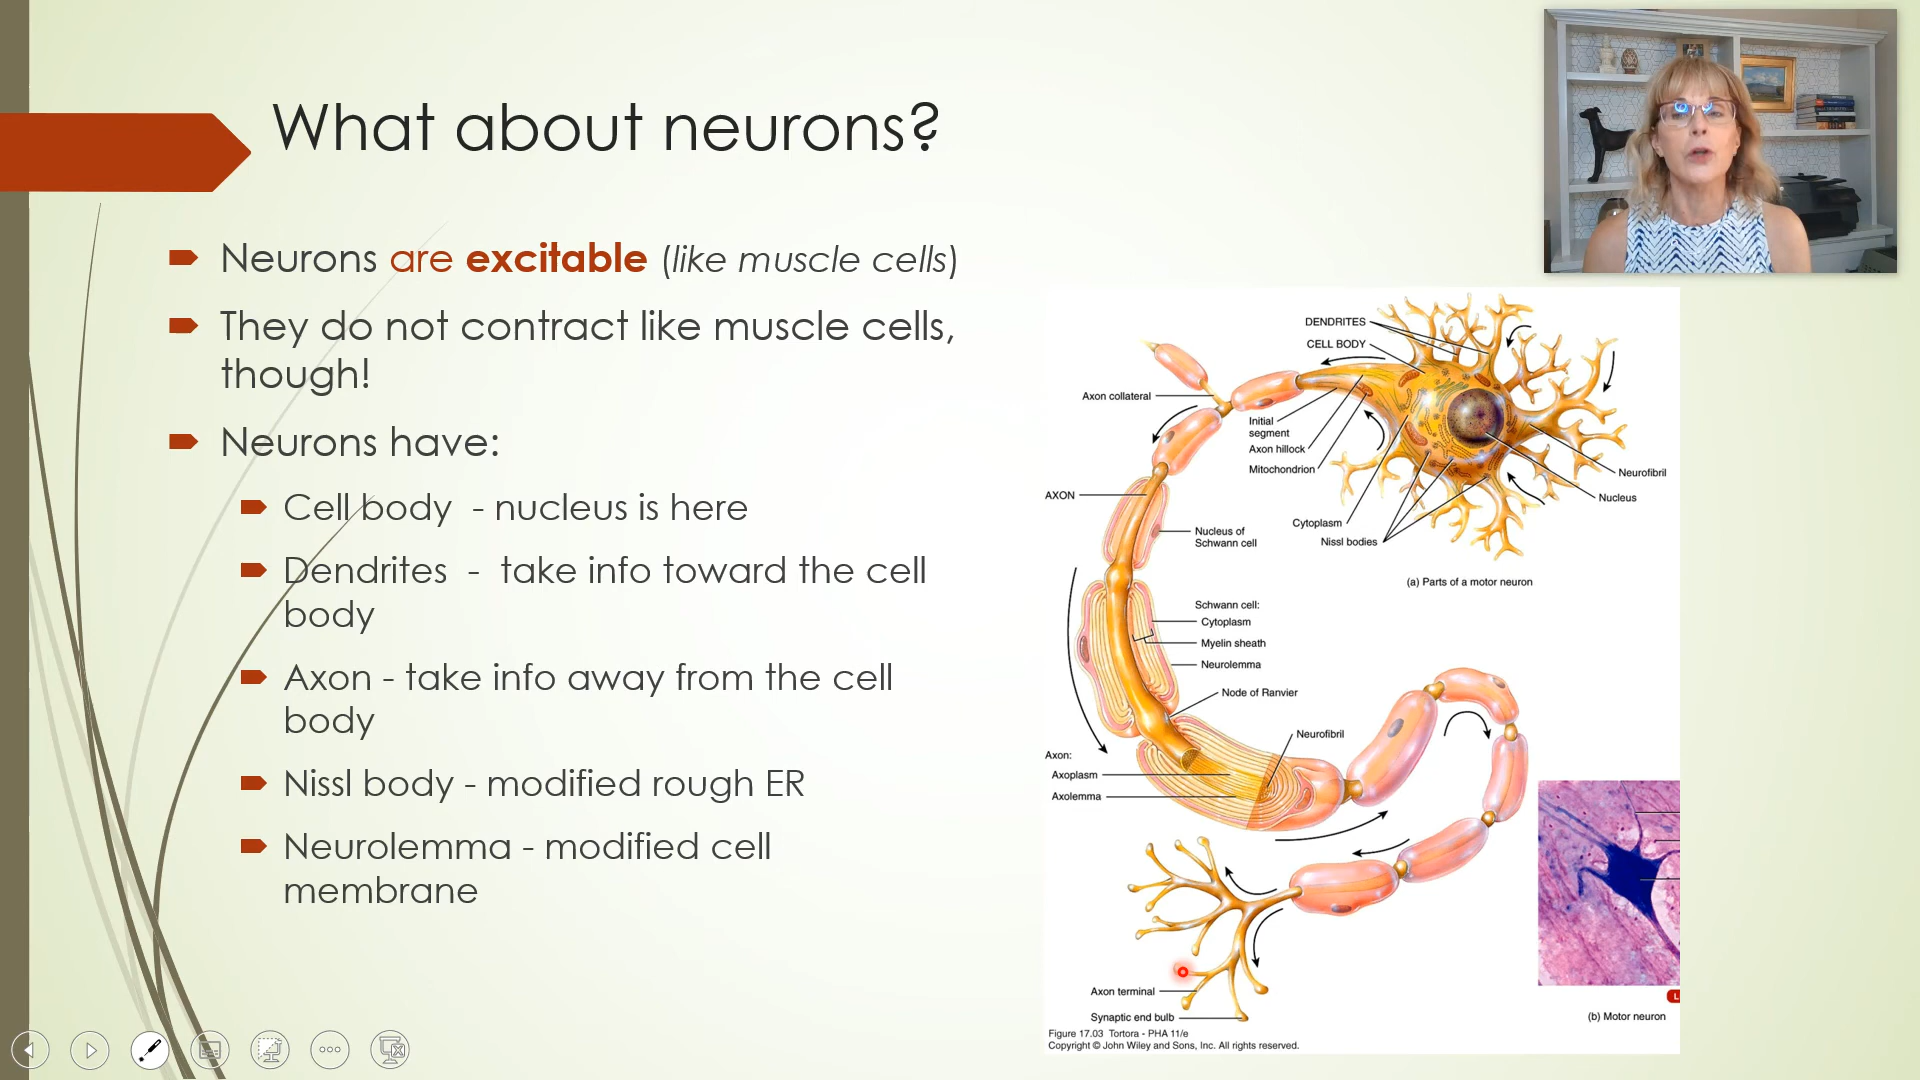 What about neurons?
Neurons are excitable (like muscle cells)
They do not contract like muscle cells,
though!
Neurons have:
Cell body - nucleus is here
Dendrites - take info toward the cell
body
Axon - take info away from the cell
body
Nissl body - modified rough ER
Neurolemma - modified cell
membrane
DENDRITES
CELL BODY
Axon collateral
Initial
segment
Axon hillock
Mitochondrion
Neurofibril
Nucleus
AXON
Cytoplasm
Nissl bodies
Nucleus of
Schwann cell
(a) Parts of a motor neuron
Schwann cell:
Cytoplasm
Myelin sheath
Neurolemma
Node of Ranvier
Neurofibril
Axon:
Axoplasm
Axolemma
Axon terminal
Synaptic end bulb
L
(b) Motor neuron
Figure 17.03 Tortora - PHA 11/e
Copyright © John Wiley and Sons, Inc. All rights reserved.